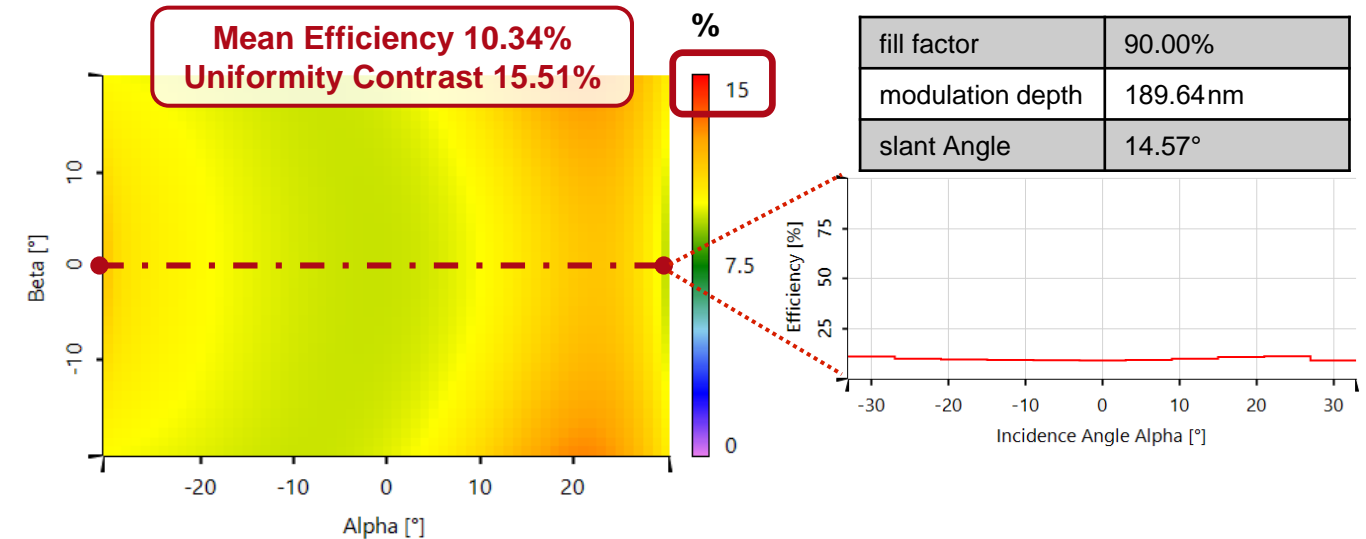 Mean Efficiency 10.34%
Uniformity Contrast 15.51%
%
15
7.5
0
10
0
-10
Beta [°]
-20 -10 0 10 20
Alpha [°]
fill factor 90.00%
modulation depth 189.64nm
slant Angle 14.57°
75
50
25
Efficiency [%]
-30 -20 -10 0 10 20 30
Incidence Angle Alpha [°]